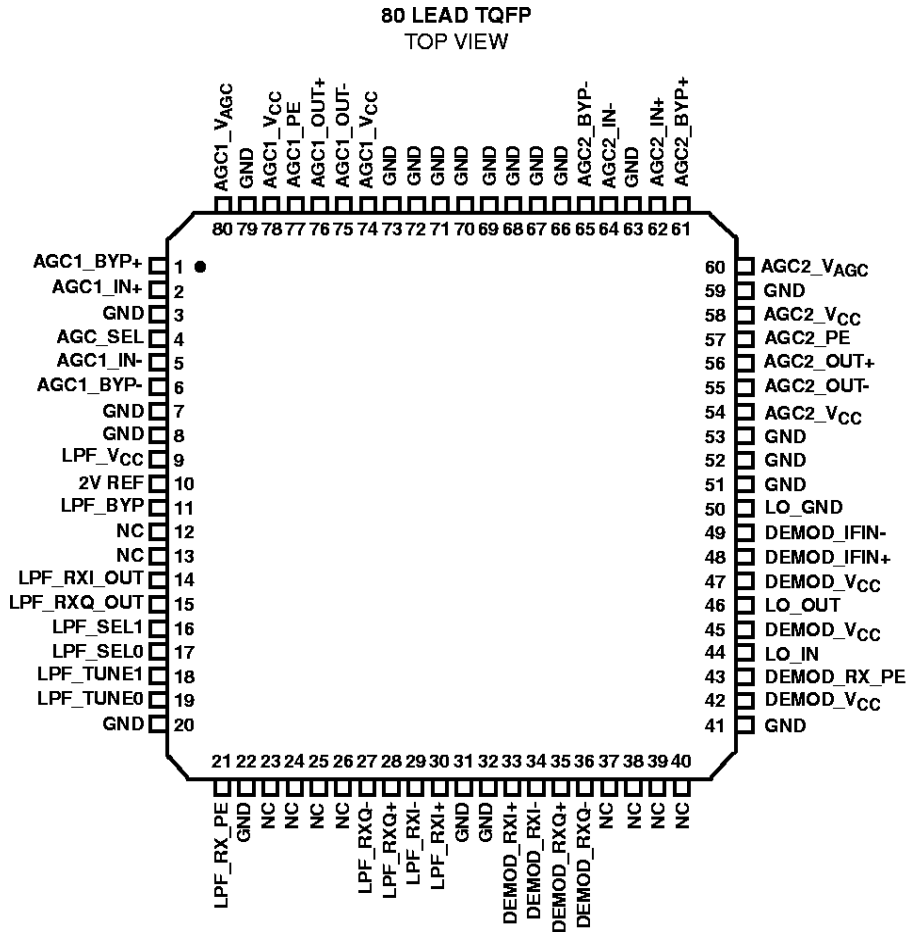 80 LEAD TQFP
TOP VIEW
AGC1_VAGC
GND
AGC1_VCC
AGC1_PE
AGC1_OUT+
AGC1_OUT-
AGC1_VCC
GND
GND
GND
GND
GND
GND
GND
GND
AGC2_BYP-
AGC2_IN-
GND
AGC2_IN+
AGC2_BYP+
80 79 78 77 76 75 74 73 72 71 70 69 68 67 66 65 64 63 62 61
AGC1_BYP+ 1
AGC1_IN+ 2
GND 3
AGC_SEL 4
AGC1_IN- 5
AGC1_BYP- 6
GND 7
GND 8
LPF_VCC 9
2V REF 10
LPF_BYP 11
NC 12
NC 13
LPF_RXI_OUT 14
LPF_RXQ_OUT 15
LPF_SEL1 16
LPF_SEL0 17
LPF_TUNE1 18
LPF_TUNE0 19
GND 20
60 AGC2_VAGC
59 GND
58 AGC2_VCC
57 AGC2_PE
56 AGC2_OUT+
55 AGC2_OUT-
54 AGC2_VCC
53 GND
52 GND
51 GND
50 LO_GND
49 DEMOD_IFIN-
48 DEMOD_IFIN+
47 DEMOD_VCC
46 LO_OUT
45 DEMOD_VCC
44 LO_IN
43 DEMOD_RX_PE
42 DEMOD_VCC
41 GND
21 22 23 24 25 26 27 28 29 30 31 32 33 34 35 36 37 38 39 40
LPF_RX_PE
GND
NC
NC
NC
NC
LPF_RXQ-
LPF_RXQ+
LPF_RXI-
LPF_RXI+
GND
GND
DEMOD_RXI+
DEMOD_RXI-
DEMOD_RXQ+
DEMOD_RXQ-
NC
NC
NC
NC